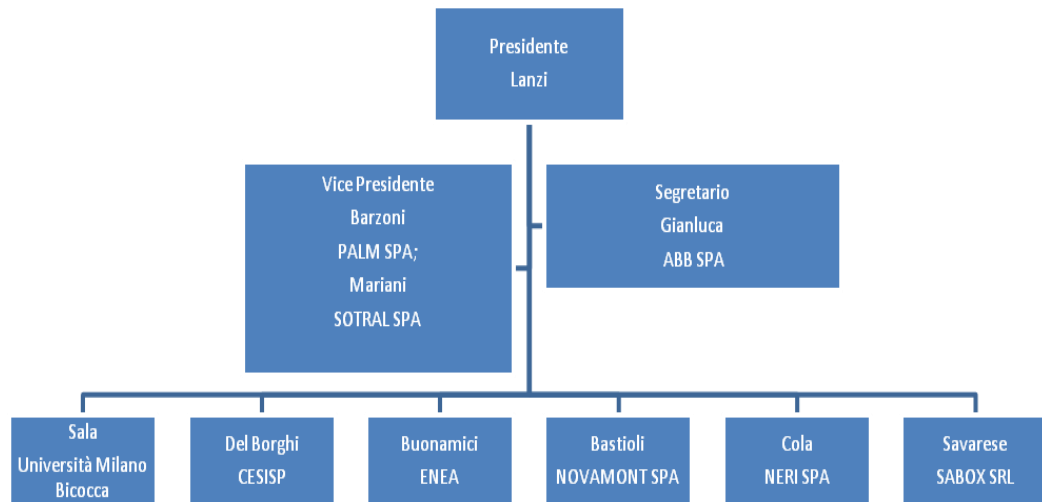 Presidente
Lanzi
Vice Presidente
Barzoni
PALM SPA;
Mariani
SOTRAL SPA
Segretario
Gianluca
ABB SPA
Sala
Università Milano
Bicocca
Del Borghi
CESISP
Buonamici
ENEA
Bastioli
NOVAMONT SPA
Cola
NERI SPA
Savarese
SABOX SRL